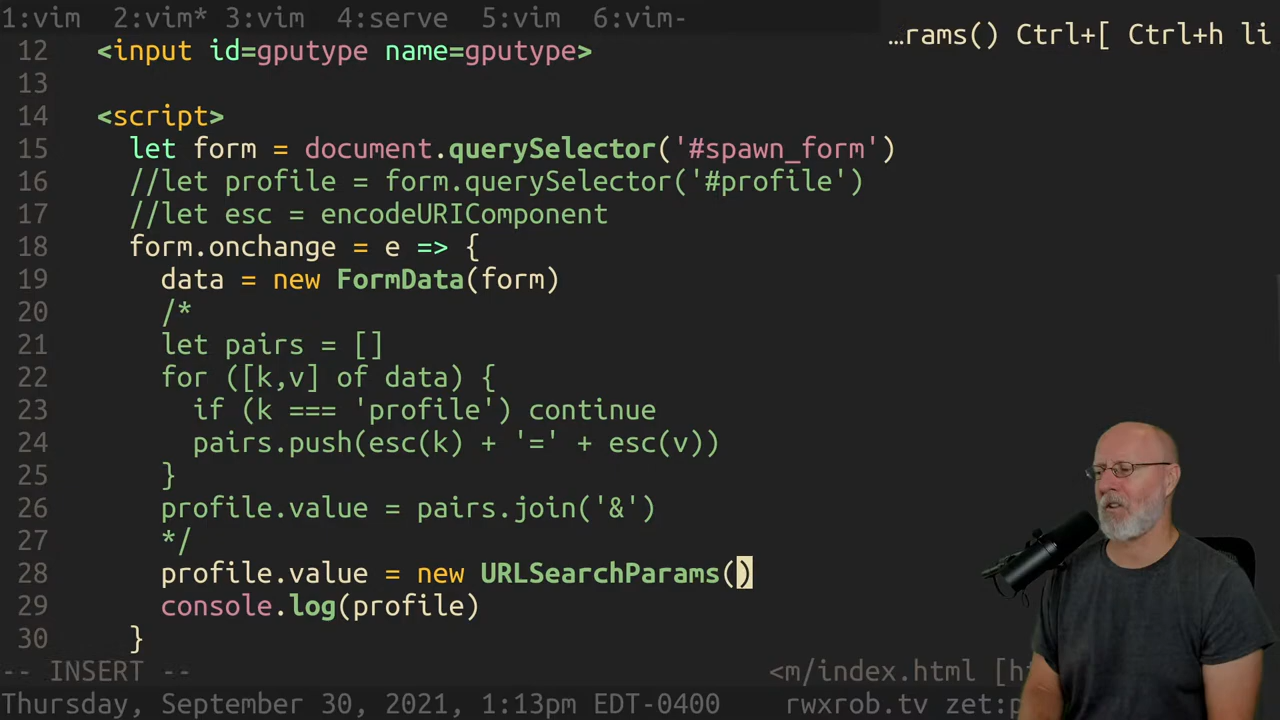 1:vim 2:vim* 3:vim 4:serve 5:vim 6:vim-
…rams() Ctrl+[ Ctrl+h li
12 <input id=gputype name=gputype>
13
14 <script>
15 let form = document.querySelector('#spawn_form')
16 //let profile = form.querySelector('#profile')
17 //let esc = encodeURIComponent
18 form.onchange = e => {
19 data = new FormData(form)
20 /*
21 let pairs = []
22 for ([k,v] of data) {
23 if (k === 'profile') continue
24 pairs.push(esc(k) + '=' + esc(v))
25 }
26 profile.value = pairs.join('&')
27 */
28 profile.value = new URLSearchParams()
29 console.log(profile)
30 }
-- INSERT -- <m/index.html [h
Thursday, September 30, 2021, 1:13pm EDT-0400 rwxrob.tv zet:p